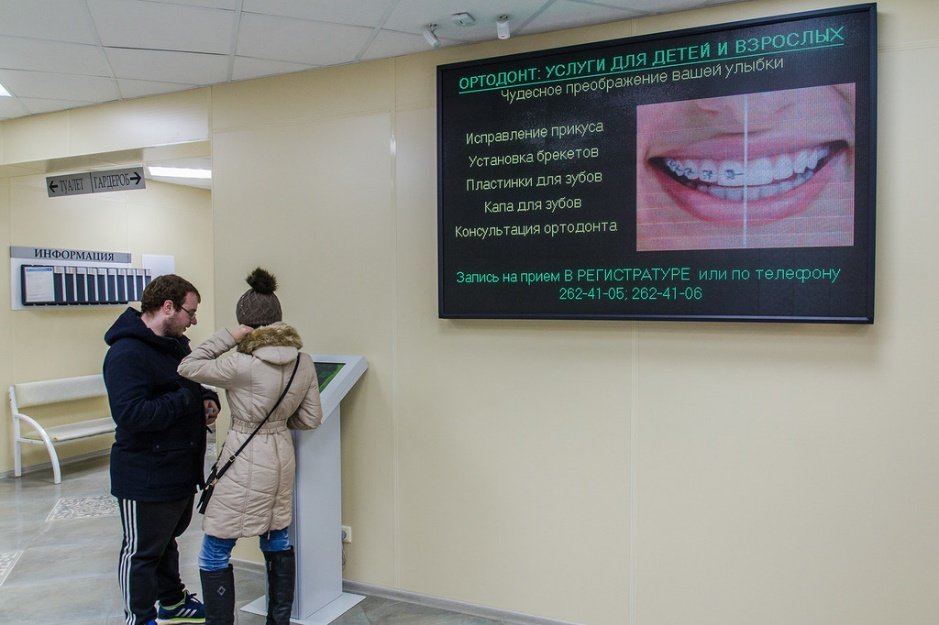 ОРТОДОНТ: УСЛУГИ ДЛЯ ДЕТЕЙ И ВЗРОСЛЫХ
Чудесное преображение вашей улыбки
Исправление прикуса
Установка брекетов
Пластинки для зубов
Капа для зубов
Консультация ортодонта
Запись на прием В РЕГИСТРАТУРЕ или по телефону
262-41-05; 262-41-06
ТУАЛЕТ ГАРДЕРОБ
ИНФОРМАЦИЯ